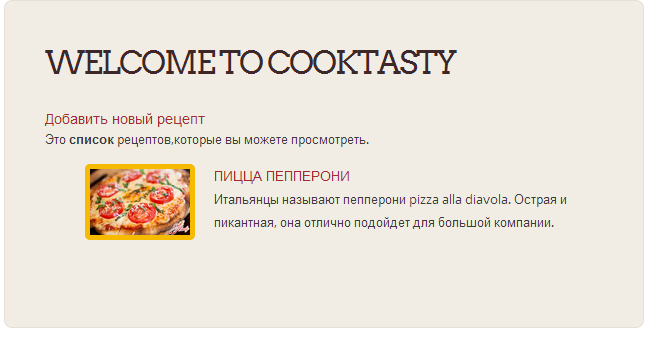 WELCOME TO COOKTASTY
Добавить новый рецепт
Это список рецептов,которые вы можете просмотреть.
ПИЦЦА ПЕППЕРОНИ
Итальянцы называют пепперони pizza alla diavola. Острая и
пикантная, она отлично подойдет для большой компании.